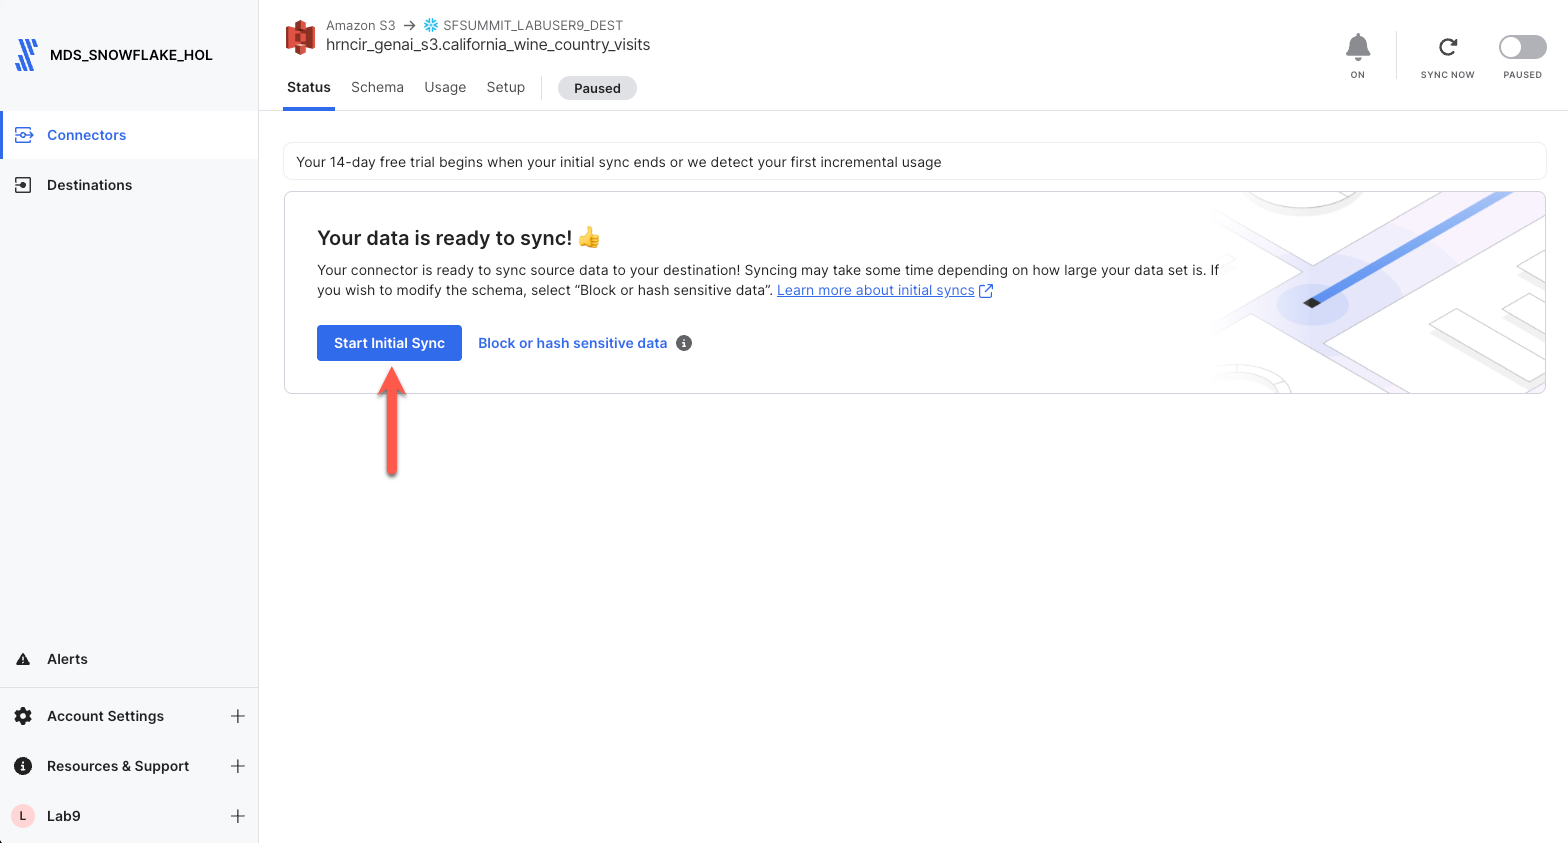 MDS_SNOWFLAKE_HOL
Connectors
Destinations
Alerts
Account Settings
Resources & Support
L
Lab9
Amazon S3 → SFSUMMIT_LABUSER9_DEST
hrncir_genai_s3.california_wine_country_visits
ON
SYNC NOW
PAUSED
Status Schema Usage Setup Paused
Your 14-day free trial begins when your initial sync ends or we detect your first incremental usage
Your data is ready to sync! 👍
Your connector is ready to sync source data to your destination! Syncing may take some time depending on how large your data set is. If
you wish to modify the schema, select “Block or hash sensitive data”. Learn more about initial syncs
Start Initial Sync Block or hash sensitive data